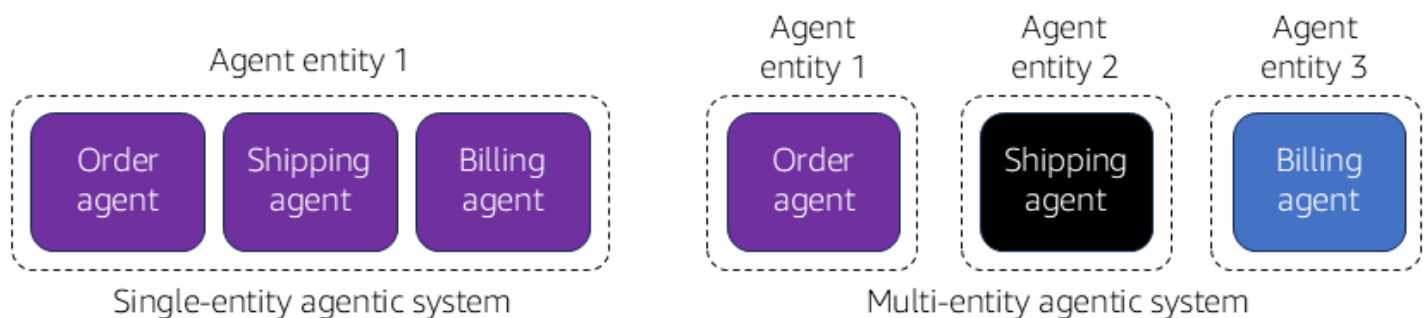 Agent entity 1
Order
agent
Shipping
agent
Billing
agent
Single-entity agentic system
Agent
entity 1
Agent
entity 2
Agent
entity 3
Order
agent
Shipping
agent
Billing
agent
Multi-entity agentic system